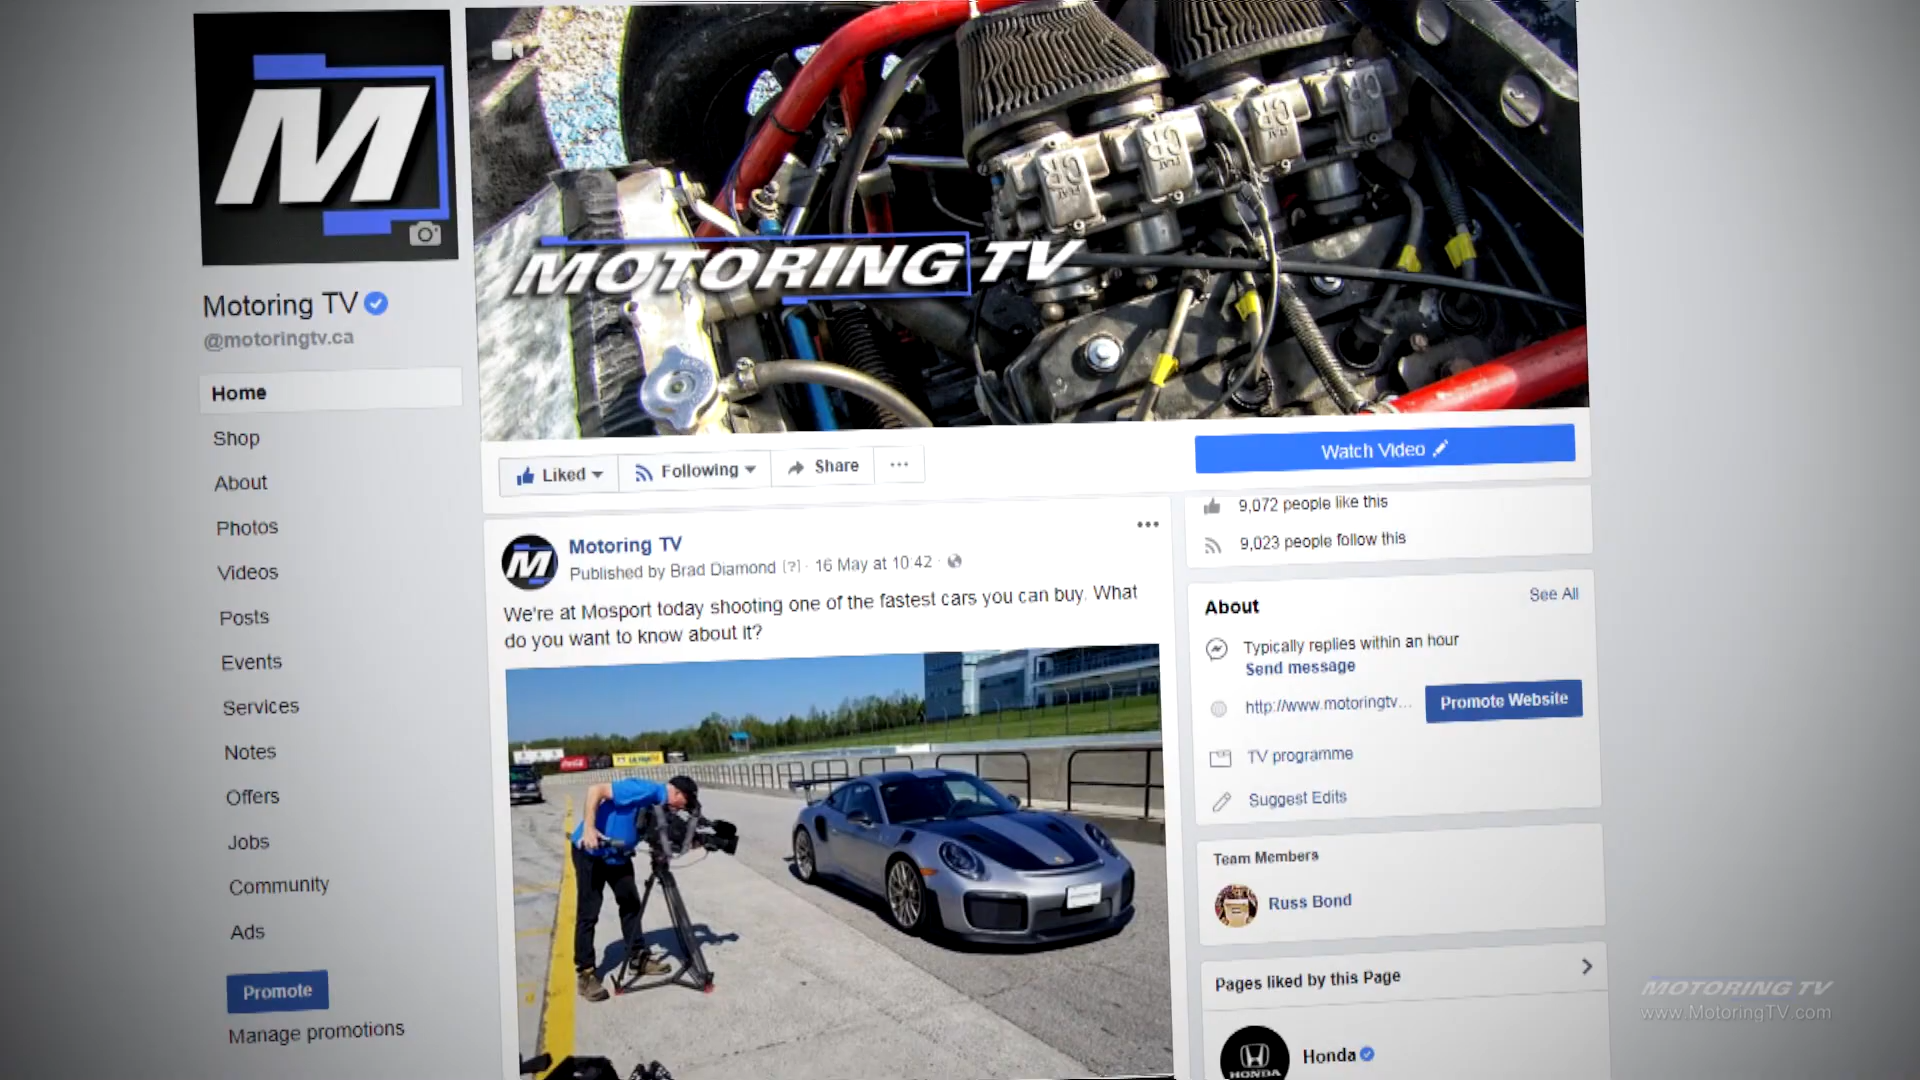 M
Motoring TV
@motoringtv.ca
Home
Shop
About
Photos
Videos
Posts
Events
Services
Notes
Offers
Jobs
Community
Ads
Promote
Manage promotions
MOTORING TV
Liked
Following
Share
...
Watch Video
M
Motoring TV
Published by Brad Diamond [?] · 16 May at 10:42 ·
We're at Mosport today shooting one of the fastest cars you can buy. What
do you want to know about it?
9,072 people like this
9,023 people follow this
About
See All
Typically replies within an hour
Send message
http://www.motoringtv...
Promote Website
TV programme
Suggest Edits
Team Members
Russ Bond
Pages liked by this Page
HONDA
Honda
MOTORING TV
www.MotoringTV.com